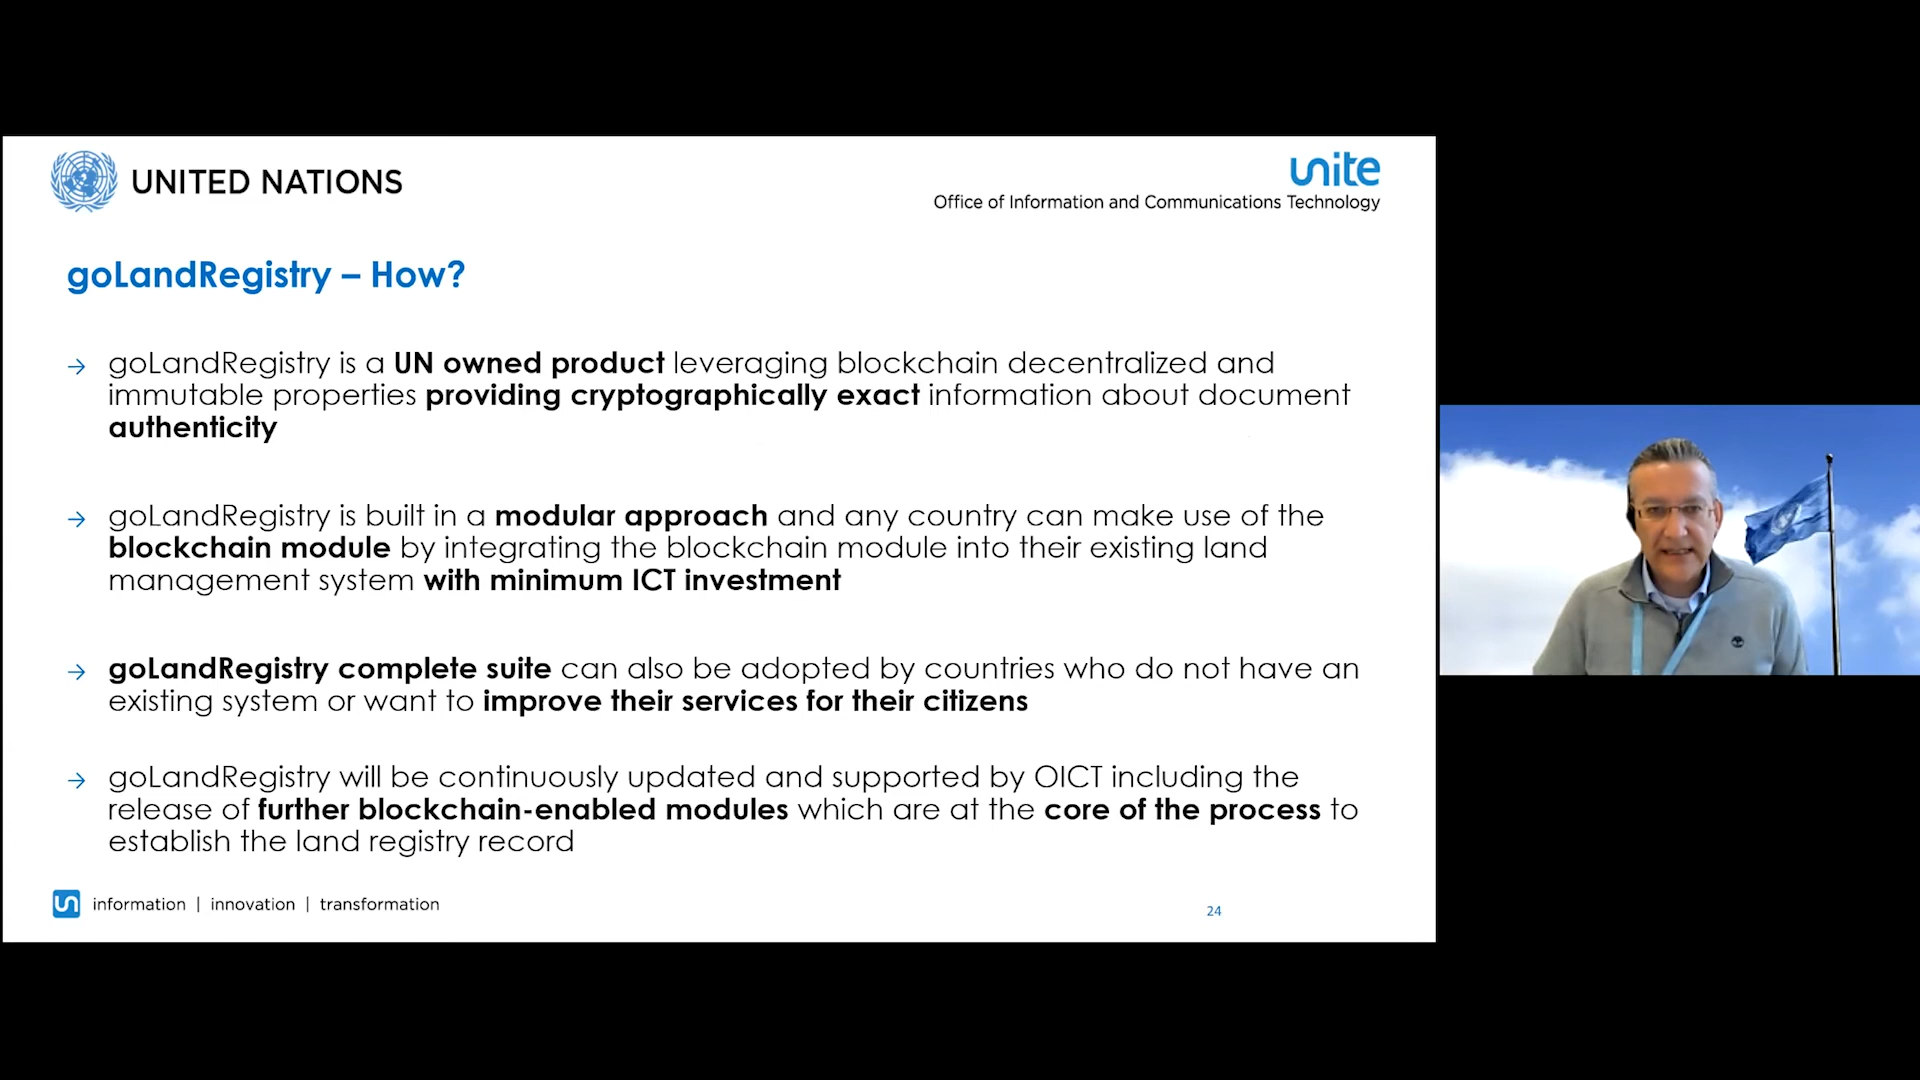 UNITED NATIONS
unite
Office of Information and Communications Technology
goLandRegistry – How?
→ goLandRegistry is a UN owned product leveraging blockchain decentralized and
immutable properties providing cryptographically exact information about document
authenticity
→ goLandRegistry is built in a modular approach and any country can make use of the
blockchain module by integrating the blockchain module into their existing land
management system with minimum ICT investment
→ goLandRegistry complete suite can also be adopted by countries who do not have an
existing system or want to improve their services for their citizens
→ goLandRegistry will be continuously updated and supported by OICT including the
release of further blockchain-enabled modules which are at the core of the process to
establish the land registry record
un information | innovation | transformation
24